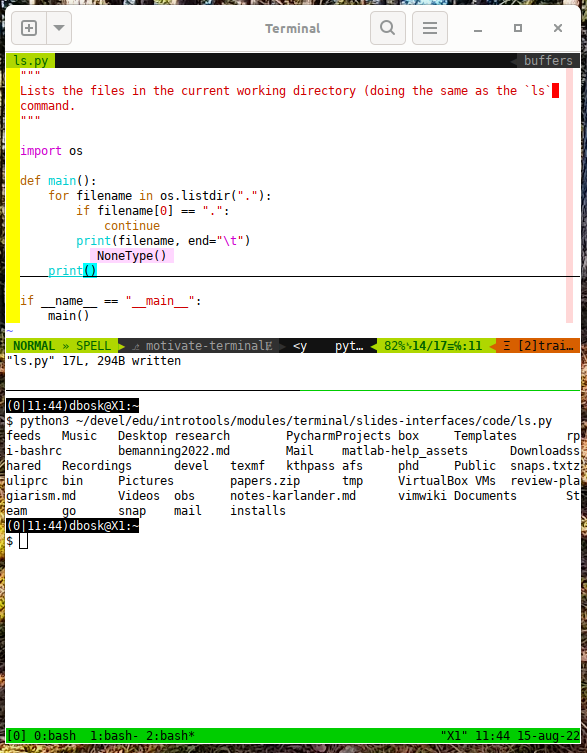 Terminal
ls.py buffers
"""
Lists the files in the current working directory (doing the same as the `ls`
command.
"""
import os
def main():
for filename in os.listdir("."):
if filename[0] == ".":
continue
print(filename, end="\t")
NoneType()
print()
if __name__ == "__main__":
main()
~
NORMAL » SPELL motivate-terminal <y pyt… 82% 14/17≡℅:11 Ξ [2]trai…
"ls.py" 17L, 294B written
(0|11:44)dbosk@X1:~
$ python3 ~/devel/edu/introtools/modules/terminal/slides-interfaces/code/ls.py
feeds Music Desktop research PycharmProjects box Templates rp
i-bashrc bemanning2022.md Mail matlab-help_assets Downloadss
hared Recordings devel texmf kthpass afs phd Public snaps.txtz
uliprc bin Pictures papers.zip tmp VirtualBox VMs review-pla
giarism.md Videos obs notes-karlander.md vimwiki Documents St
eam go snap mail installs
(0|11:44)dbosk@X1:~
$
[0] 0:bash 1:bash- 2:bash* "X1" 11:44 15-aug-22